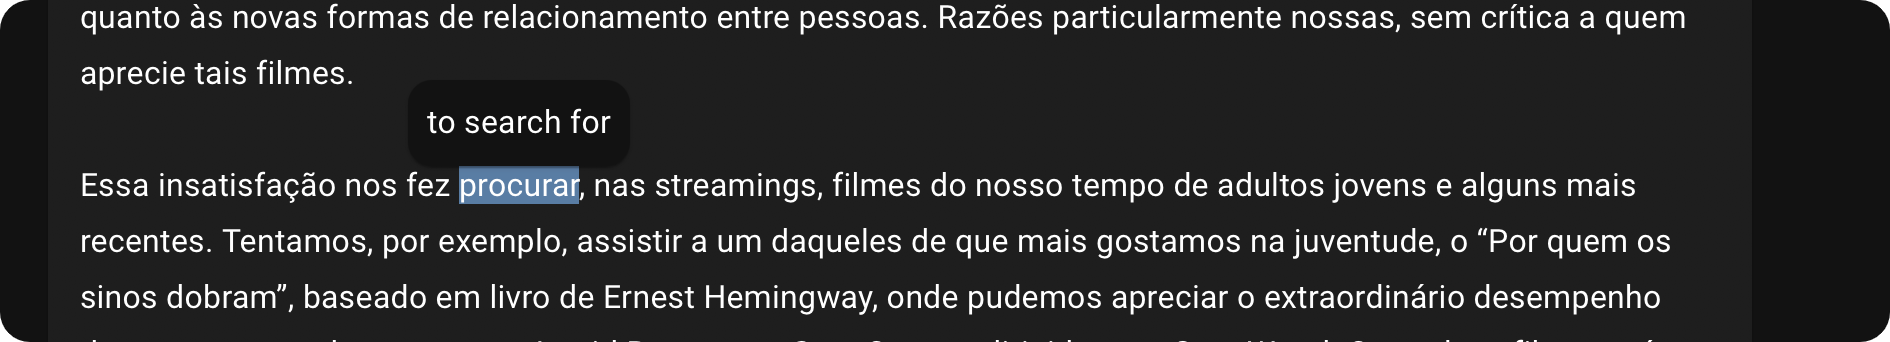 quanto às novas formas de relacionamento entre pessoas. Razões particularmente nossas, sem crítica a quem
aprecie tais filmes.
to search for
Essa insatisfação nos fez procurar, nas streamings, filmes do nosso tempo de adultos jovens e alguns mais
recentes. Tentamos, por exemplo, assistir a um daqueles de que mais gostamos na juventude, o “Por quem os
sinos dobram”, baseado em livro de Ernest Hemingway, onde pudemos apreciar o extraordinário desempenho